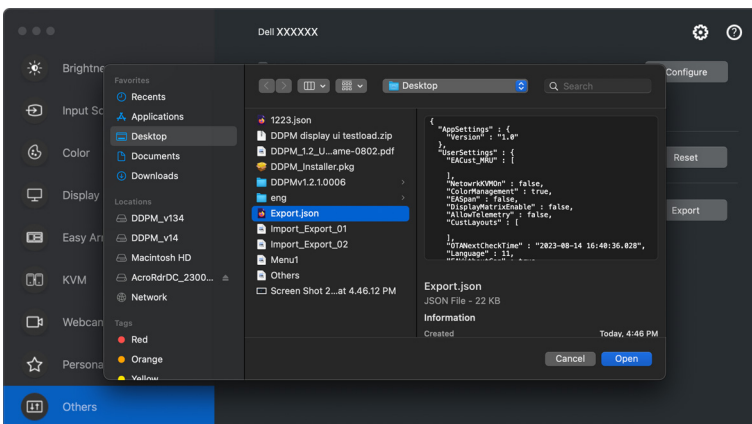 Dell XXXXXX
Brightne
Input So
Color
Display
Easy Arr
KVM
Webcam
Persona
Others
Configure
Reset
Export
Favorites
Recents
Applications
Desktop
Documents
Downloads
Locations
DDPM_v134
DDPM_v14
Macintosh HD
AcroRdrDC_2300...
Network
Tags
Red
Orange
Yellow
Desktop
Search
1223.json
DDPM display ui testload.zip
DDPM_1.2_U...ame-0802.pdf
DDPM_Installer.pkg
DDPMv1.2.1.0006
eng
Export.json
Import_Export_01
Import_Export_02
Menu1
Others
Screen Shot 2...at 4.46.12 PM
{
"AppSettings" : {
"Version" : "1.0"
},
"UserSettings" : {
"EACust_MRU" : [
],
"NetowrkKVMOn" : false,
"ColorManagement" : true,
"EASpan" : false,
"DisplayMatrixEnable" : false,
"AllowTelemetry" : false,
"CustLayouts" : [
],
"OTANextCheckTime" : "2023-08-14 16:40:36.028",
"Language" : 11,
Export.json
JSON File - 22 KB
Information
Created Today, 4:46 PM
Cancel
Open